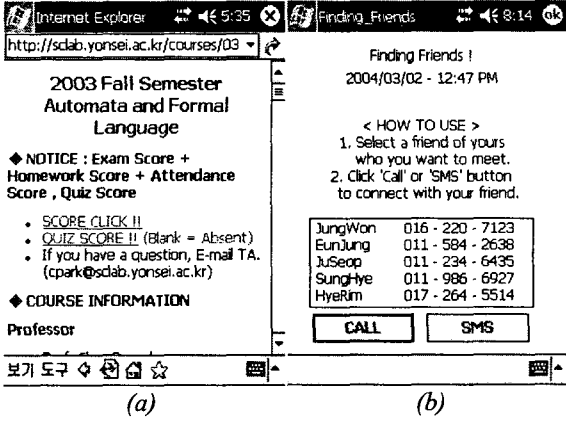 Internet Explorer 5:35
http://sclab.yonsei.ac.kr/courses/03
2003 Fall Semester
Automata and Formal
Language
◆ NOTICE : Exam Score +
Homework Score + Attendance
Score , Quiz Score
• SCORE CLICK !!
• QUIZ SCORE !! (Blank = Absent)
• If you have a question, E-mail TA.
(cpark@sclab.yonsei.ac.kr)
◆ COURSE INFORMATION
Professor
보기 도구
(a)
Finding_Friends 8:14 ok
Finding Friends !
2004/03/02 - 12:47 PM
< HOW TO USE >
1. Select a friend of yours
who you want to meet.
2. Click 'Call' or 'SMS' button
to connect with your friend.
JungWon 016 - 220 - 7123
EunJung 011 - 584 - 2638
JuSeop 011 - 234 - 6435
SungHye 011 - 986 - 6927
HyeRim 017 - 264 - 5514
CALL SMS
(b)